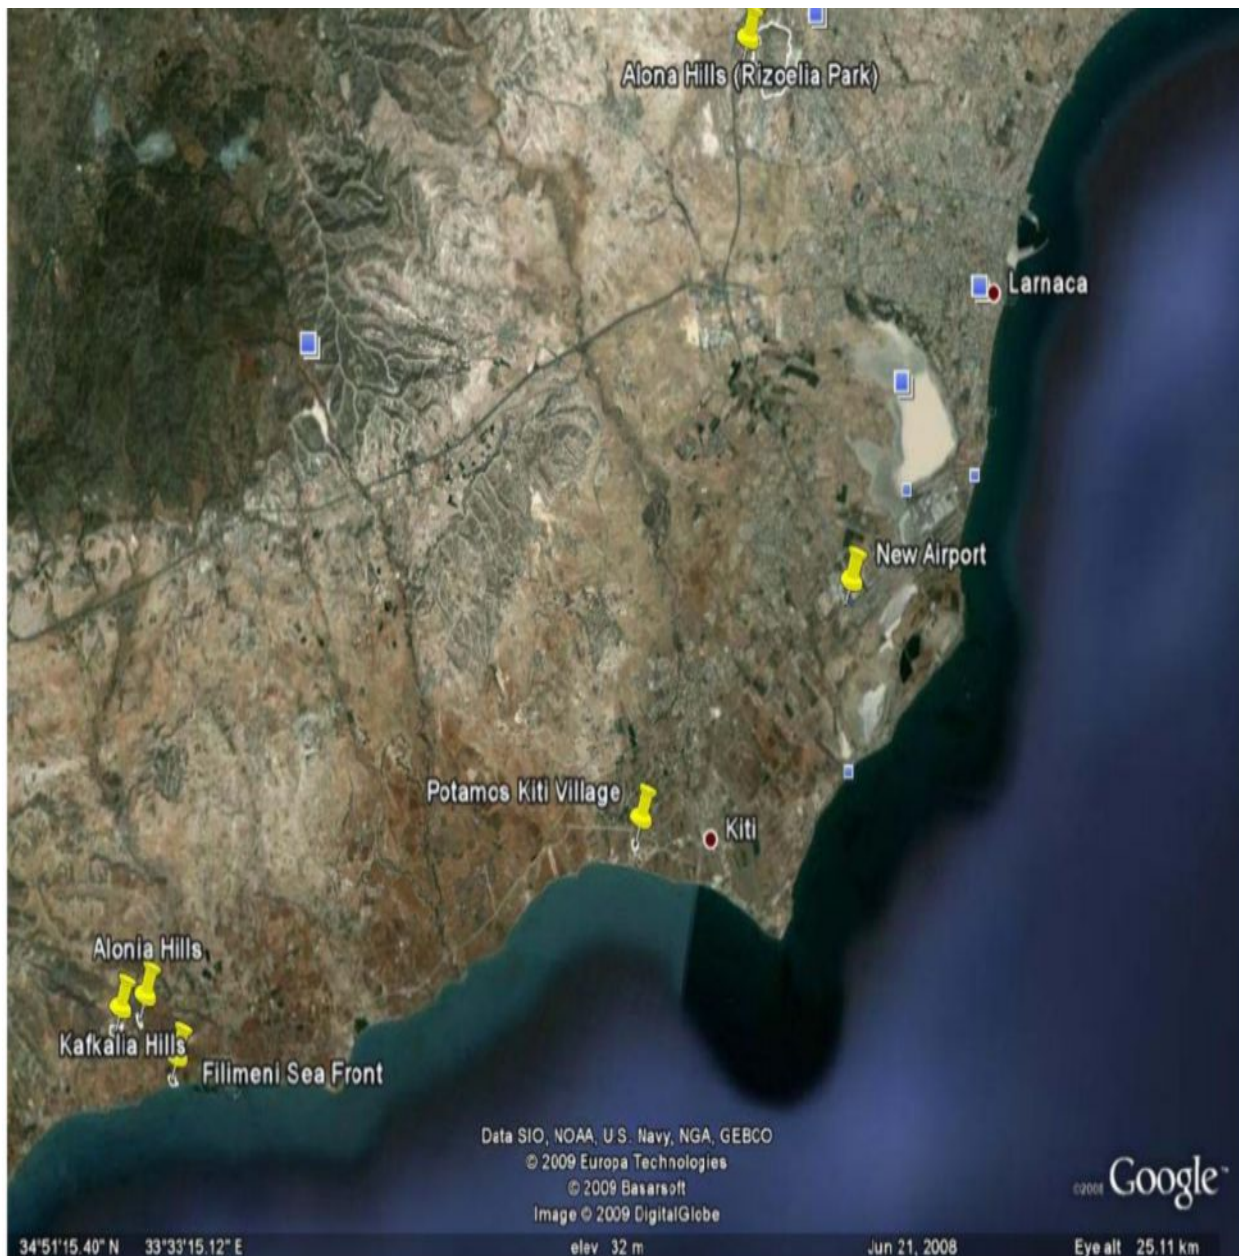 Alona Hills (Rizoelia Park)
Larnaca
New Airport
Potamos Kiti Village
Kiti
Alonia Hills
Kafkalia Hills
Filimeni Sea Front
Data SIO, NOAA, U.S. Navy, NGA, GEBCO
© 2009 Europa Technologies
© 2009 Basarsoft
Image © 2009 DigitalGlobe
©2008 Google™
34°51'15.40" N 33°33'15.12" E elev 32 m Jun 21, 2008 Eye alt 25.11 km